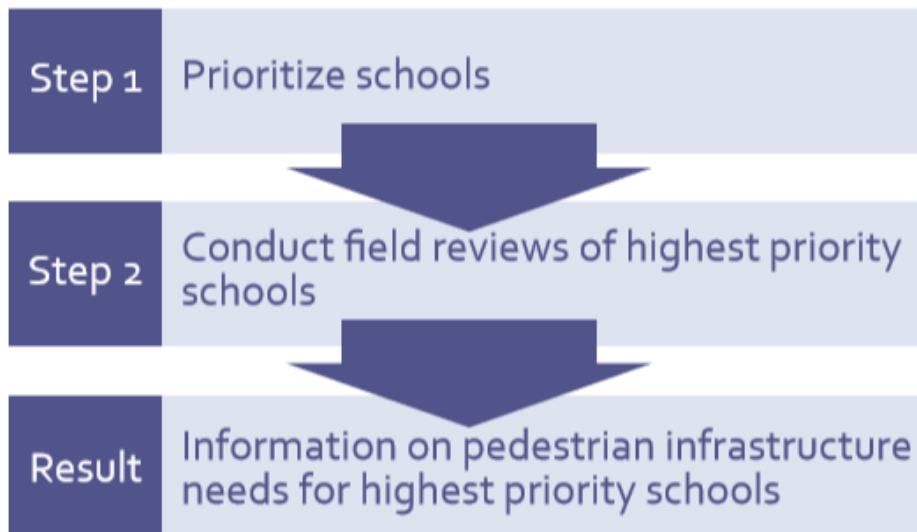 Step 1
Prioritize schools
Step 2
Conduct field reviews of highest priority
schools
Result
Information on pedestrian infrastructure
needs for highest priority schools